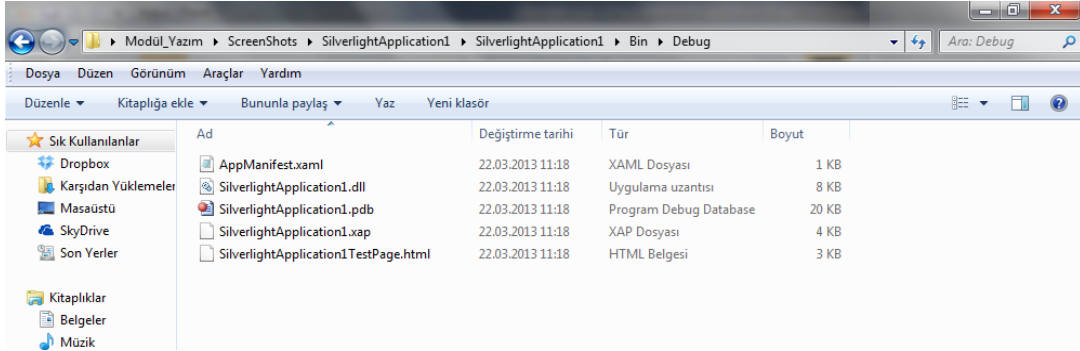 Modül_Yazım ScreenShots SilverlightApplication1 SilverlightApplication1 Bin Debug Ara: Debug
Dosya Düzen Görünüm Araçlar Yardım
Düzenle Kitaplığa ekle Bununla paylaş Yaz Yeni klasör
Sık Kullanılanlar
Dropbox
Karşıdan Yüklemeler
Masaüstü
SkyDrive
Son Yerler
Kitaplıklar
Belgeler
Müzik
Ad Değiştirme tarihi Tür Boyut
AppManifest.xaml 22.03.2013 11:18 XAML Dosyası 1 KB
SilverlightApplication1.dll 22.03.2013 11:18 Uygulama uzantısı 8 KB
SilverlightApplication1.pdb 22.03.2013 11:18 Program Debug Database 20 KB
SilverlightApplication1.xap 22.03.2013 11:18 XAP Dosyası 4 KB
SilverlightApplication1TestPage.html 22.03.2013 11:18 HTML Belgesi 3 KB